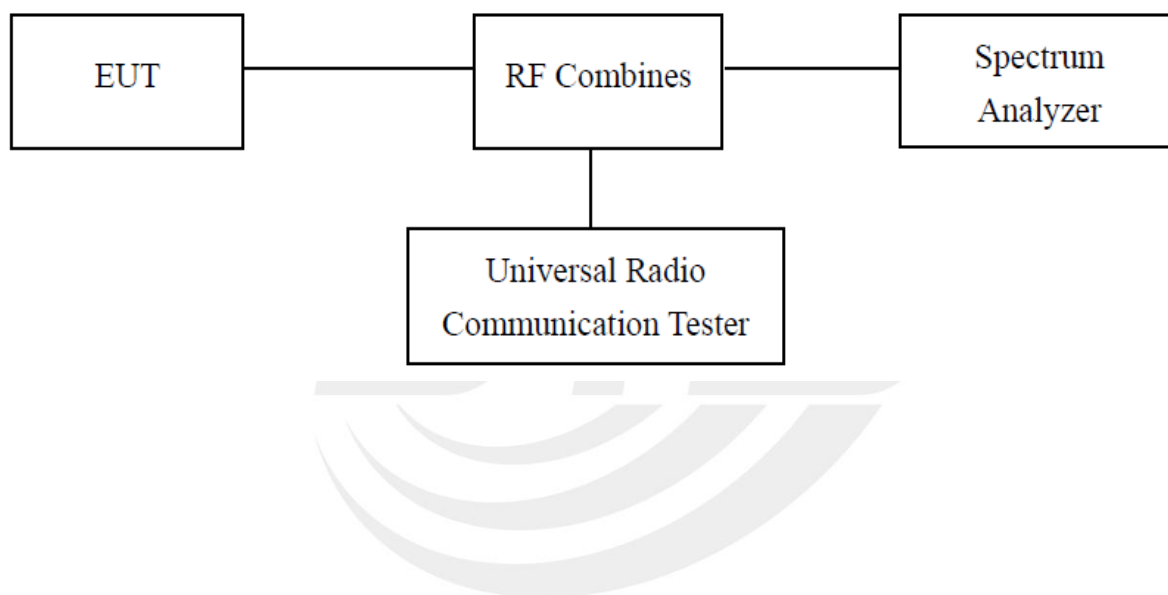 EUT
RF Combines
Spectrum
Analyzer
Universal Radio
Communication Tester